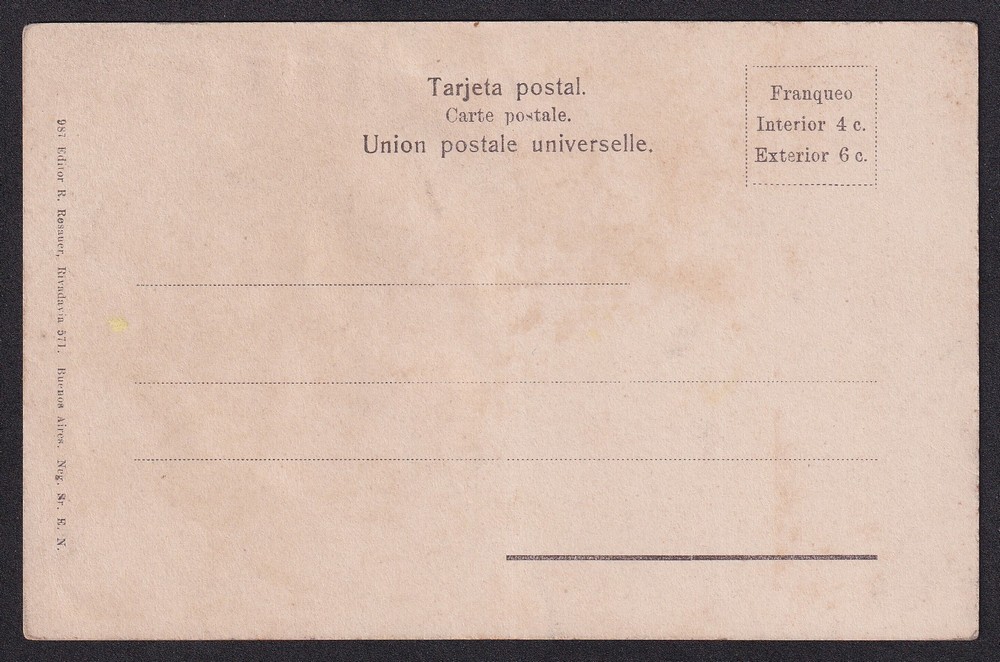 Tarjeta postal.
Carte postale.
Union postale universelle.
Franqueo
Interior 4 c.
Exterior 6 c.
987 Editor R. Rosauer, Rivadavia 571. Buenos Aires. Neg. Sr. E. N.